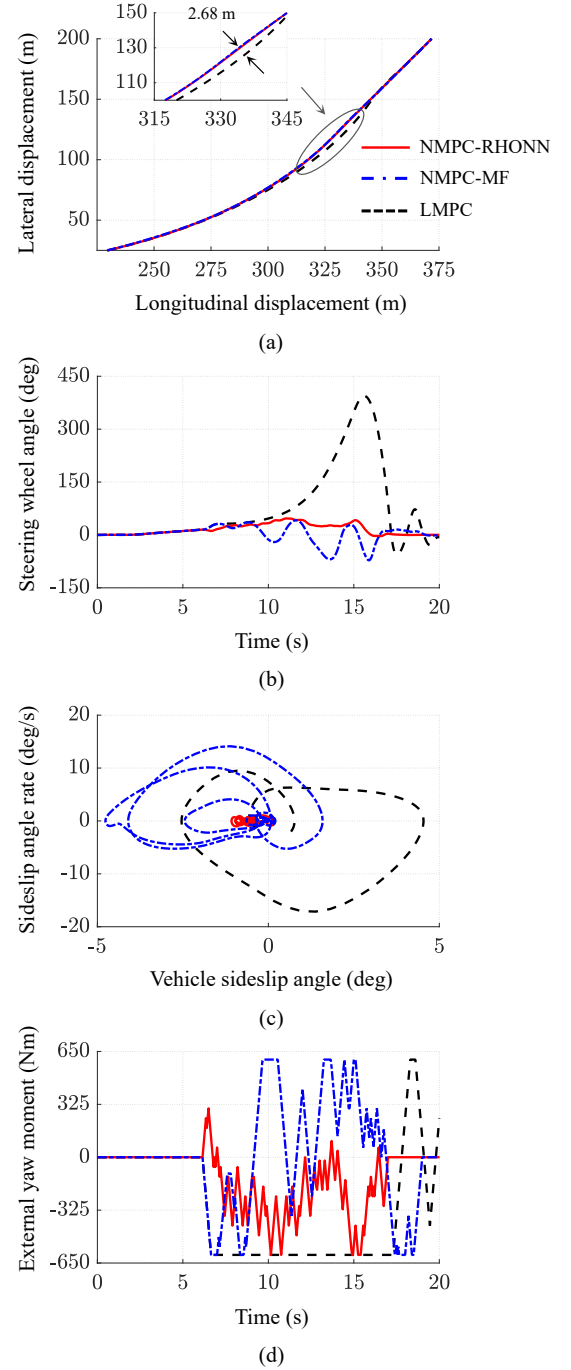 2.68 m
150
130
110
315
330
345
Lateral displacement (m)
200
150
100
50
250
275
300
325
350
375
NMPC-RHONN
NMPC-MF
LMPC
Longitudinal displacement (m)
(a)
Steering wheel angle (deg)
450
300
150
0
-150
0
5
10
15
20
Time (s)
(b)
Sideslip angle rate (deg/s)
20
10
0
-10
-20
-5
0
5
Vehicle sideslip angle (deg)
(c)
External yaw moment (Nm)
650
325
0
-325
-650
0
5
10
15
20
Time (s)
(d)